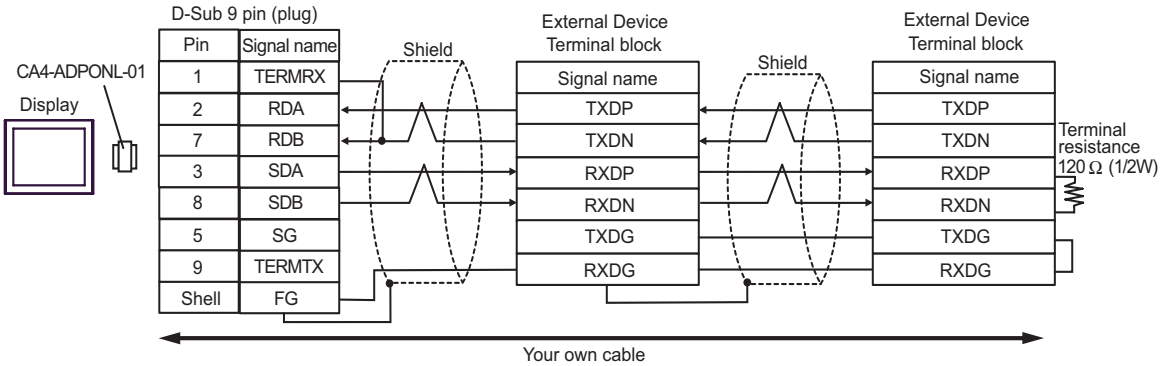 D-Sub 9 pin (plug)
Pin Signal name
1 TERMRX
2 RDA
7 RDB
3 SDA
8 SDB
5 SG
9 TERMTX
Shell FG
CA4-ADPONL-01
Display
Shield
External Device
Terminal block
Signal name
TXDP
TXDN
RXDP
RXDN
TXDG
RXDG
Shield
External Device
Terminal block
Signal name
TXDP
TXDN
RXDP
RXDN
TXDG
RXDG
Terminal
resistance
120 Ω (1/2W)
Your own cable